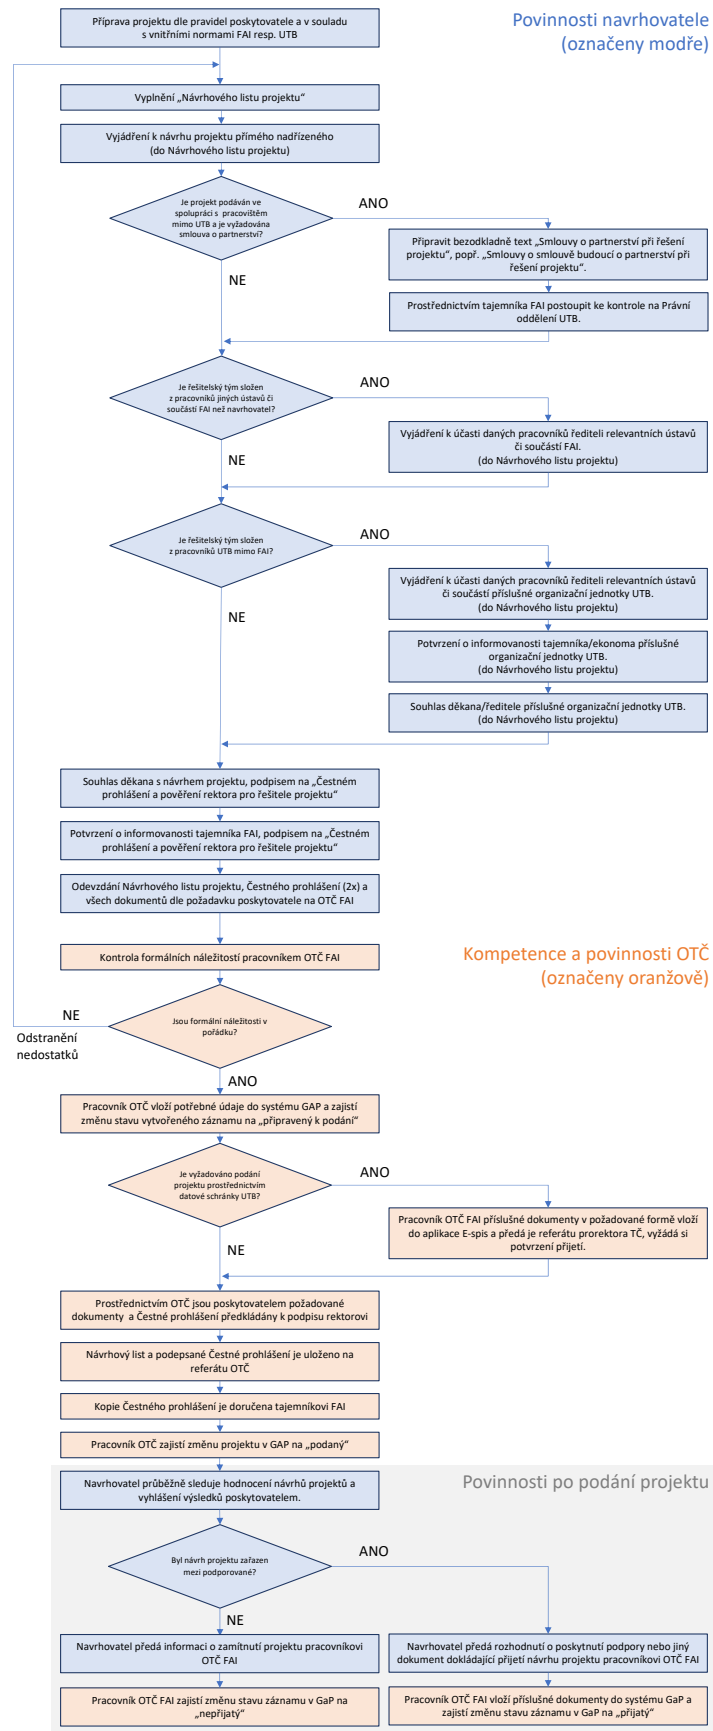 Povinnosti navrhovatele
(označeny modře)
Příprava projektu dle pravidel poskytovatele a v souladu
s vnitřními normami FAI resp. UTB
Vyplnění „Návrhového listu projektu“
Vyjádření k návrhu projektu přímého nadřízeného
(do Návrhového listu projektu)
Je projekt podáván ve
spolupráci s pracovištěm
mimo UTB a je vyžadována
smlouva o partnerství?
ANO
Připravit bezodkladně text „Smlouvy o partnerství při řešení
projektu“, popř. „Smlouvy o smlouvě budoucí o partnerství při
řešení projektu“.
NE
Prostřednictvím tajemníka FAI postoupit ke kontrole na Právní
oddělení UTB.
Je řešitelský tým složen
z pracovníků jiných ústavů či
součástí FAI než navrhovatel?
ANO
Vyjádření k účasti daných pracovníků řediteli relevantních ústavů
či součástí FAI.
(do Návrhového listu projektu)
NE
Je řešitelský tým složen
z pracovníků UTB mimo FAI?
ANO
Vyjádření k účasti daných pracovníků řediteli relevantních ústavů
či součástí příslušné organizační jednotky UTB.
(do Návrhového listu projektu)
NE
Potvrzení o informovanosti tajemníka/ekonoma příslušné
organizační jednotky UTB.
(do Návrhového listu projektu)
Souhlas děkana/ředitele příslušné organizační jednotky UTB.
(do Návrhového listu projektu)
Souhlas děkana s návrhem projektu, podpisem na „Čestném
prohlášení a pověření rektora pro řešitele projektu“
Potvrzení o informovanosti tajemníka FAI, podpisem na „Čestném
prohlášení a pověření rektora pro řešitele projektu“
Odevzdání Návrhového listu projektu, Čestného prohlášení (2x) a
všech dokumentů dle požadavku poskytovatele na OTČ FAI
Kompetence a povinnosti OTČ
(označeny oranžově)
Kontrola formálních náležitostí pracovníkem OTČ FAI
Jsou formální náležitosti v
pořádku?
NE
Odstranění
nedostatků
ANO
Pracovník OTČ vloží potřebné údaje do systému GAP a zajistí
změnu stavu vytvořeného záznamu na „připravený k podání“
Je vyžadováno podání
projektu prostřednictvím
datové schránky UTB?
ANO
Pracovník OTČ FAI příslušné dokumenty v požadované formě vloží
do aplikace E-spis a předá je referátu prorektora TČ, vyžádá si
potvrzení přijetí.
NE
Prostřednictvím OTČ jsou poskytovatelem požadované
dokumenty a Čestné prohlášení předkládány k podpisu rektorovi
Návrhový list a podepsané Čestné prohlášení je uloženo na
referátu OTČ
Kopie Čestného prohlášení je doručena tajemníkovi FAI
Pracovník OTČ zajistí změnu projektu v GAP na „podaný“
Povinnosti po podání projektu
Navrhovatel průběžně sleduje hodnocení návrhů projektů a
vyhlášení výsledků poskytovatelem.
Byl návrh projektu zařazen
mezi podporované?
ANO
NE
Navrhovatel předá informaci o zamítnutí projektu pracovníkovi
OTČ FAI
Navrhovatel předá rozhodnutí o poskytnutí podpory nebo jiný
dokument dokládající přijetí návrhu projektu pracovníkovi OTČ FAI
Pracovník OTČ FAI zajistí změnu stavu záznamu v GaP na
„nepřijatý“
Pracovník OTČ FAI vloží příslušné dokumenty do systému GaP a
zajistí změnu stavu záznamu v GaP na „přijatý“